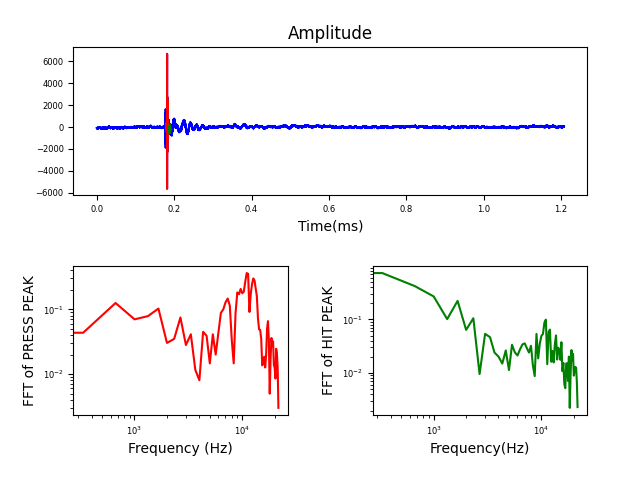 Amplitude
6000
4000
2000
0
−2000
−4000
−6000
0.0 0.2 0.4 0.6 0.8 1.0 1.2
Time(ms)
FFT of PRESS PEAK
10⁻¹
10⁻²
10³ 10⁴
Frequency (Hz)
FFT of HIT PEAK
10⁻¹
10⁻²
10³ 10⁴
Frequency(Hz)